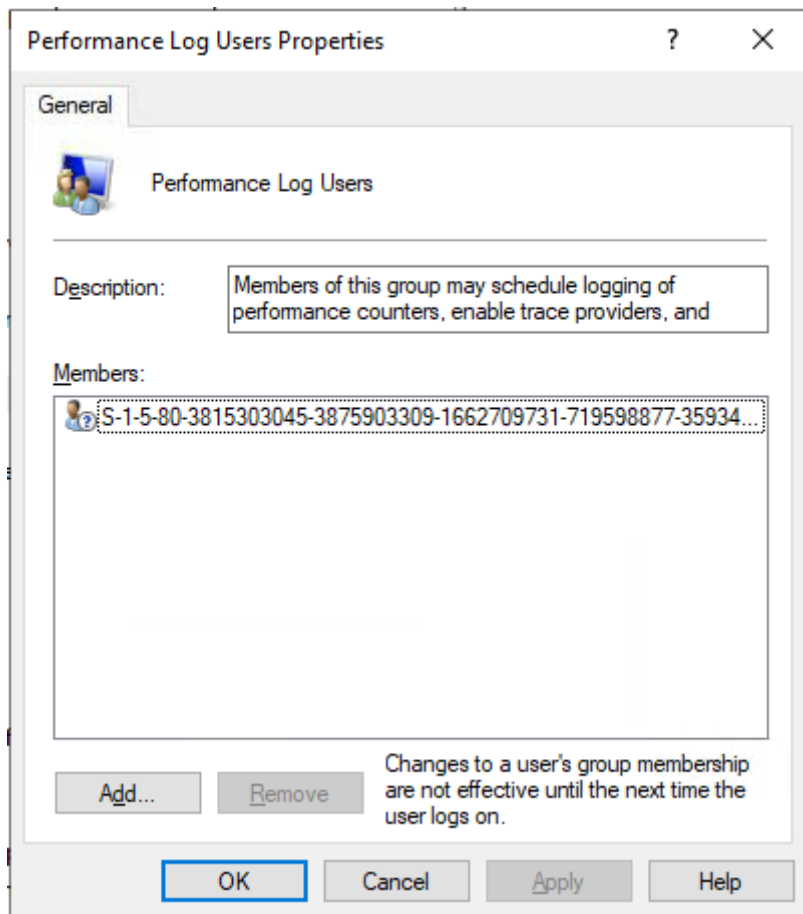 Performance Log Users Properties
?
General
Performance Log Users
Description:
Members of this group may schedule logging of
performance counters, enable trace providers, and
Members:
S-1-5-80-3815303045-3875903309-1662709731-719598877-35934...
Add...
Remove
Changes to a user's group membership
are not effective until the next time the
user logs on.
OK
Cancel
Apply
Help